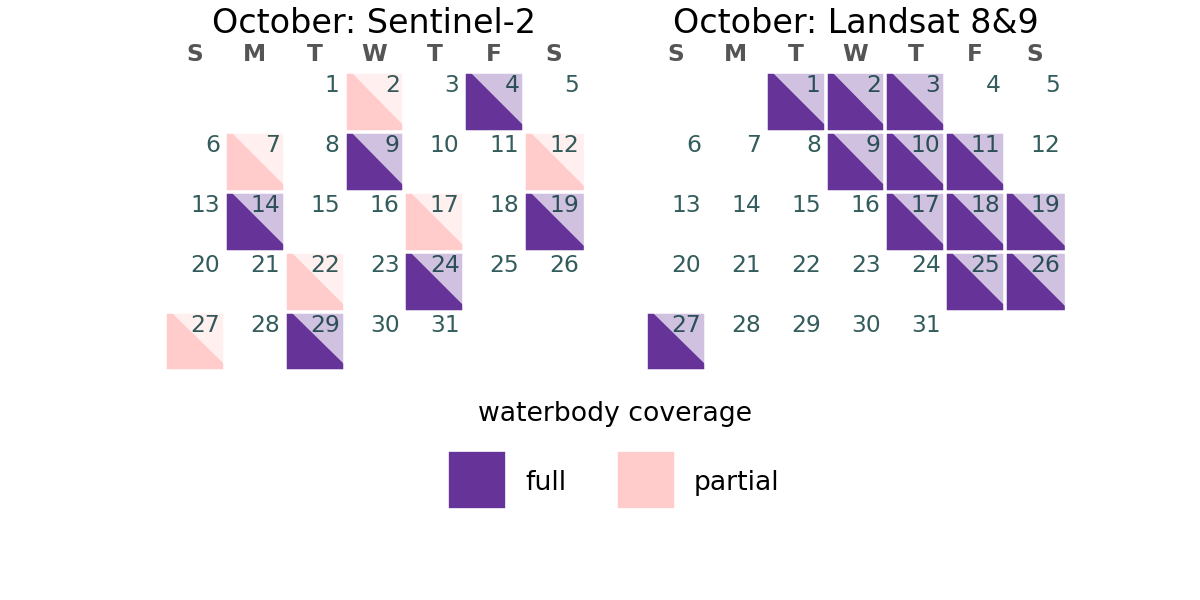 October: Sentinel-2
S M T W T F S
1 2 3 4 5
6 7 8 9 10 11 12
13 14 15 16 17 18 19
20 21 22 23 24 25 26
27 28 29 30 31
October: Landsat 8&9
S M T W T F S
1 2 3 4 5
6 7 8 9 10 11 12
13 14 15 16 17 18 19
20 21 22 23 24 25 26
27 28 29 30 31
waterbody coverage
full partial